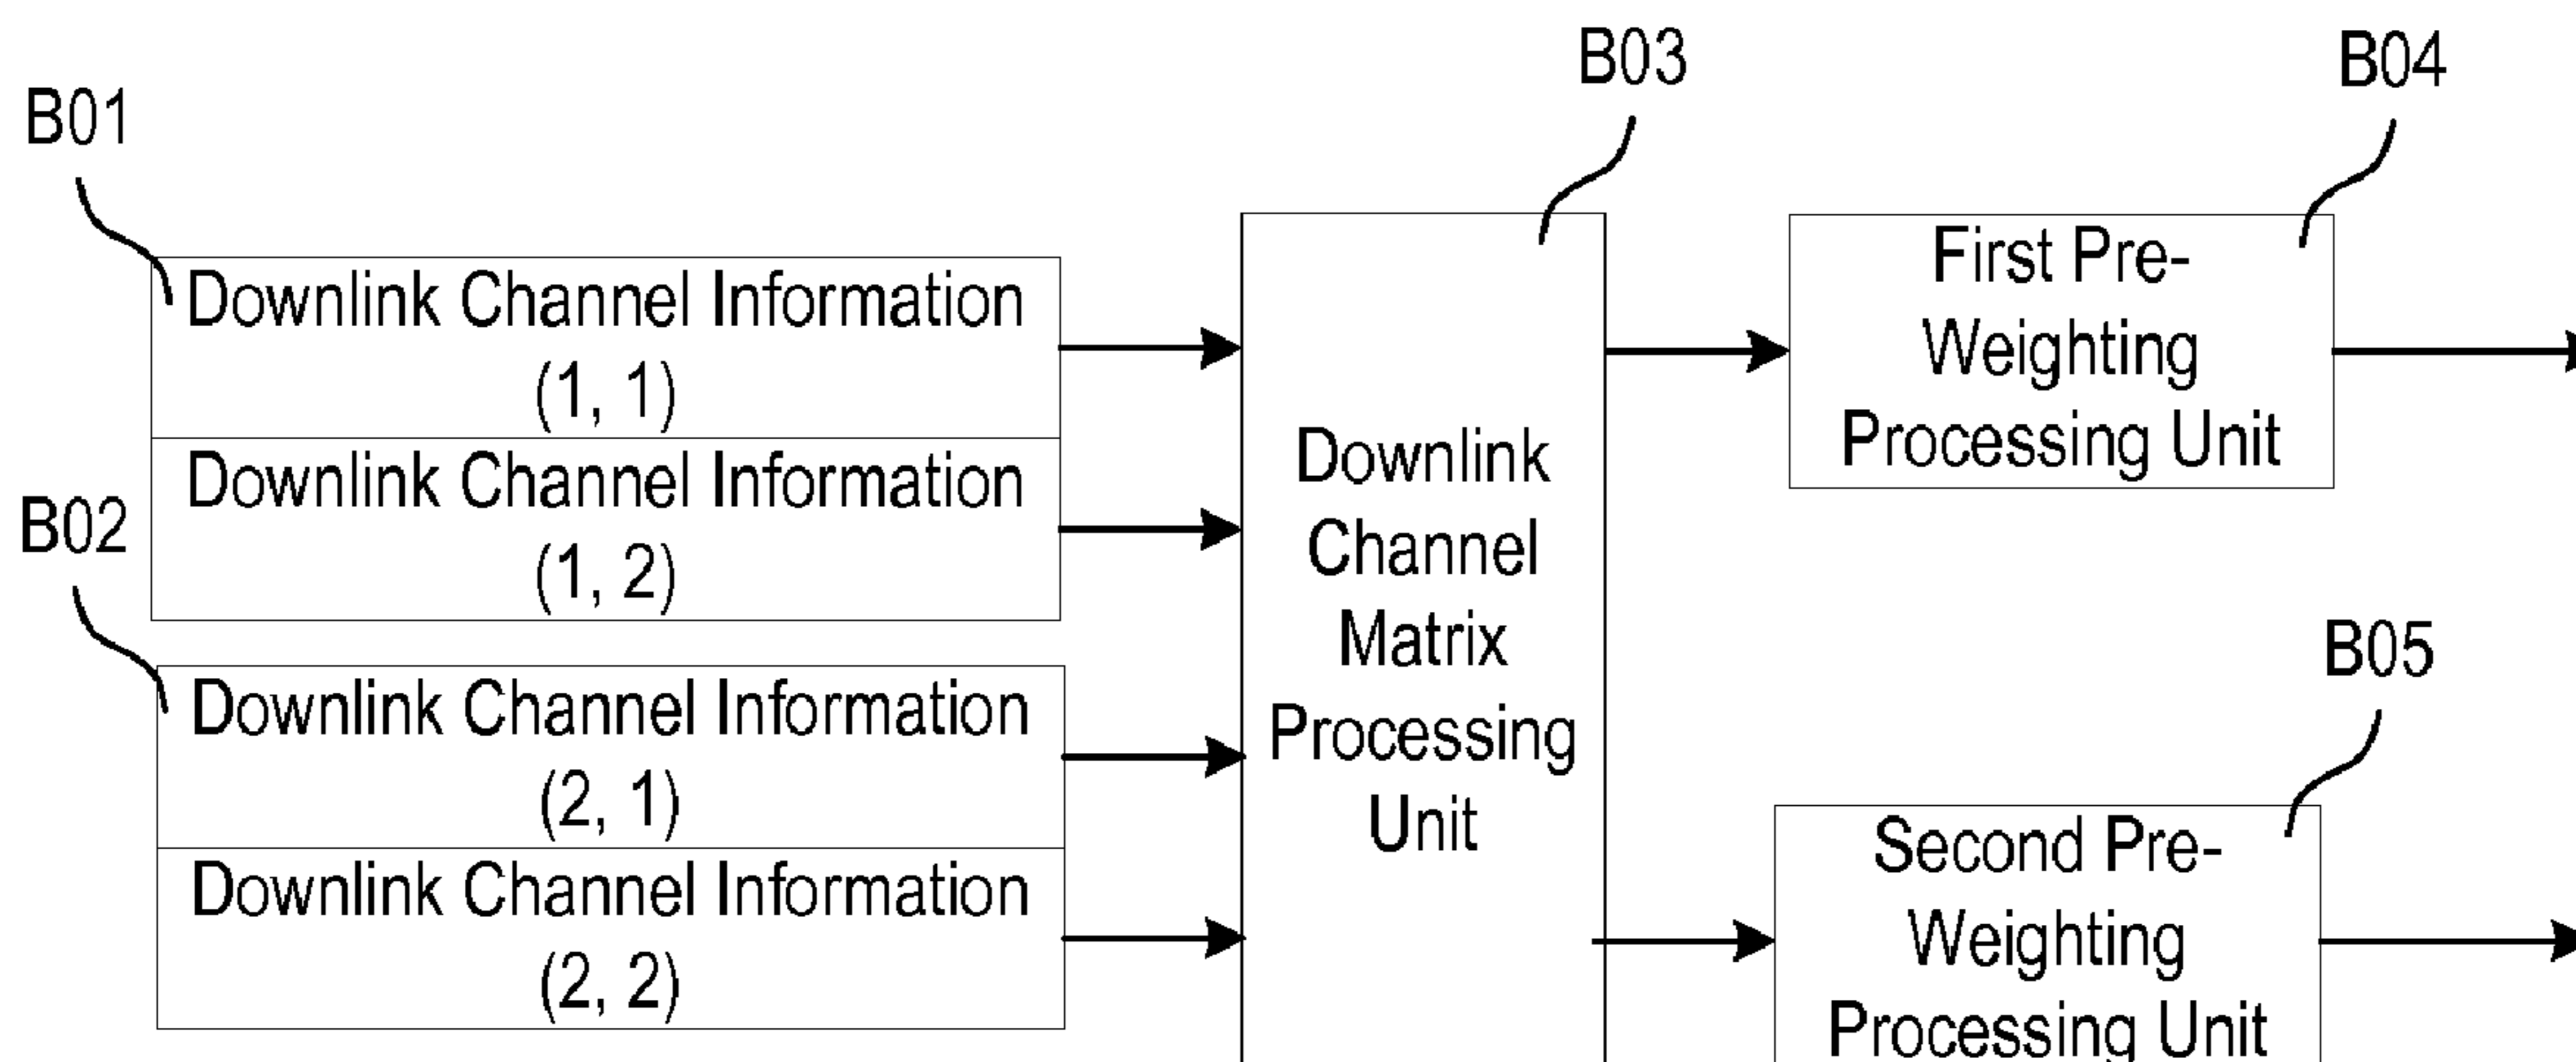 B01
Downlink Channel Information
(1, 1)
Downlink Channel Information
(1, 2)
B02
Downlink Channel Information
(2, 1)
Downlink Channel Information
(2, 2)
B03
Downlink
Channel
Matrix
Processing
Unit
B04
First Pre-
Weighting
Processing Unit
B05
Second Pre-
Weighting
Processing Unit